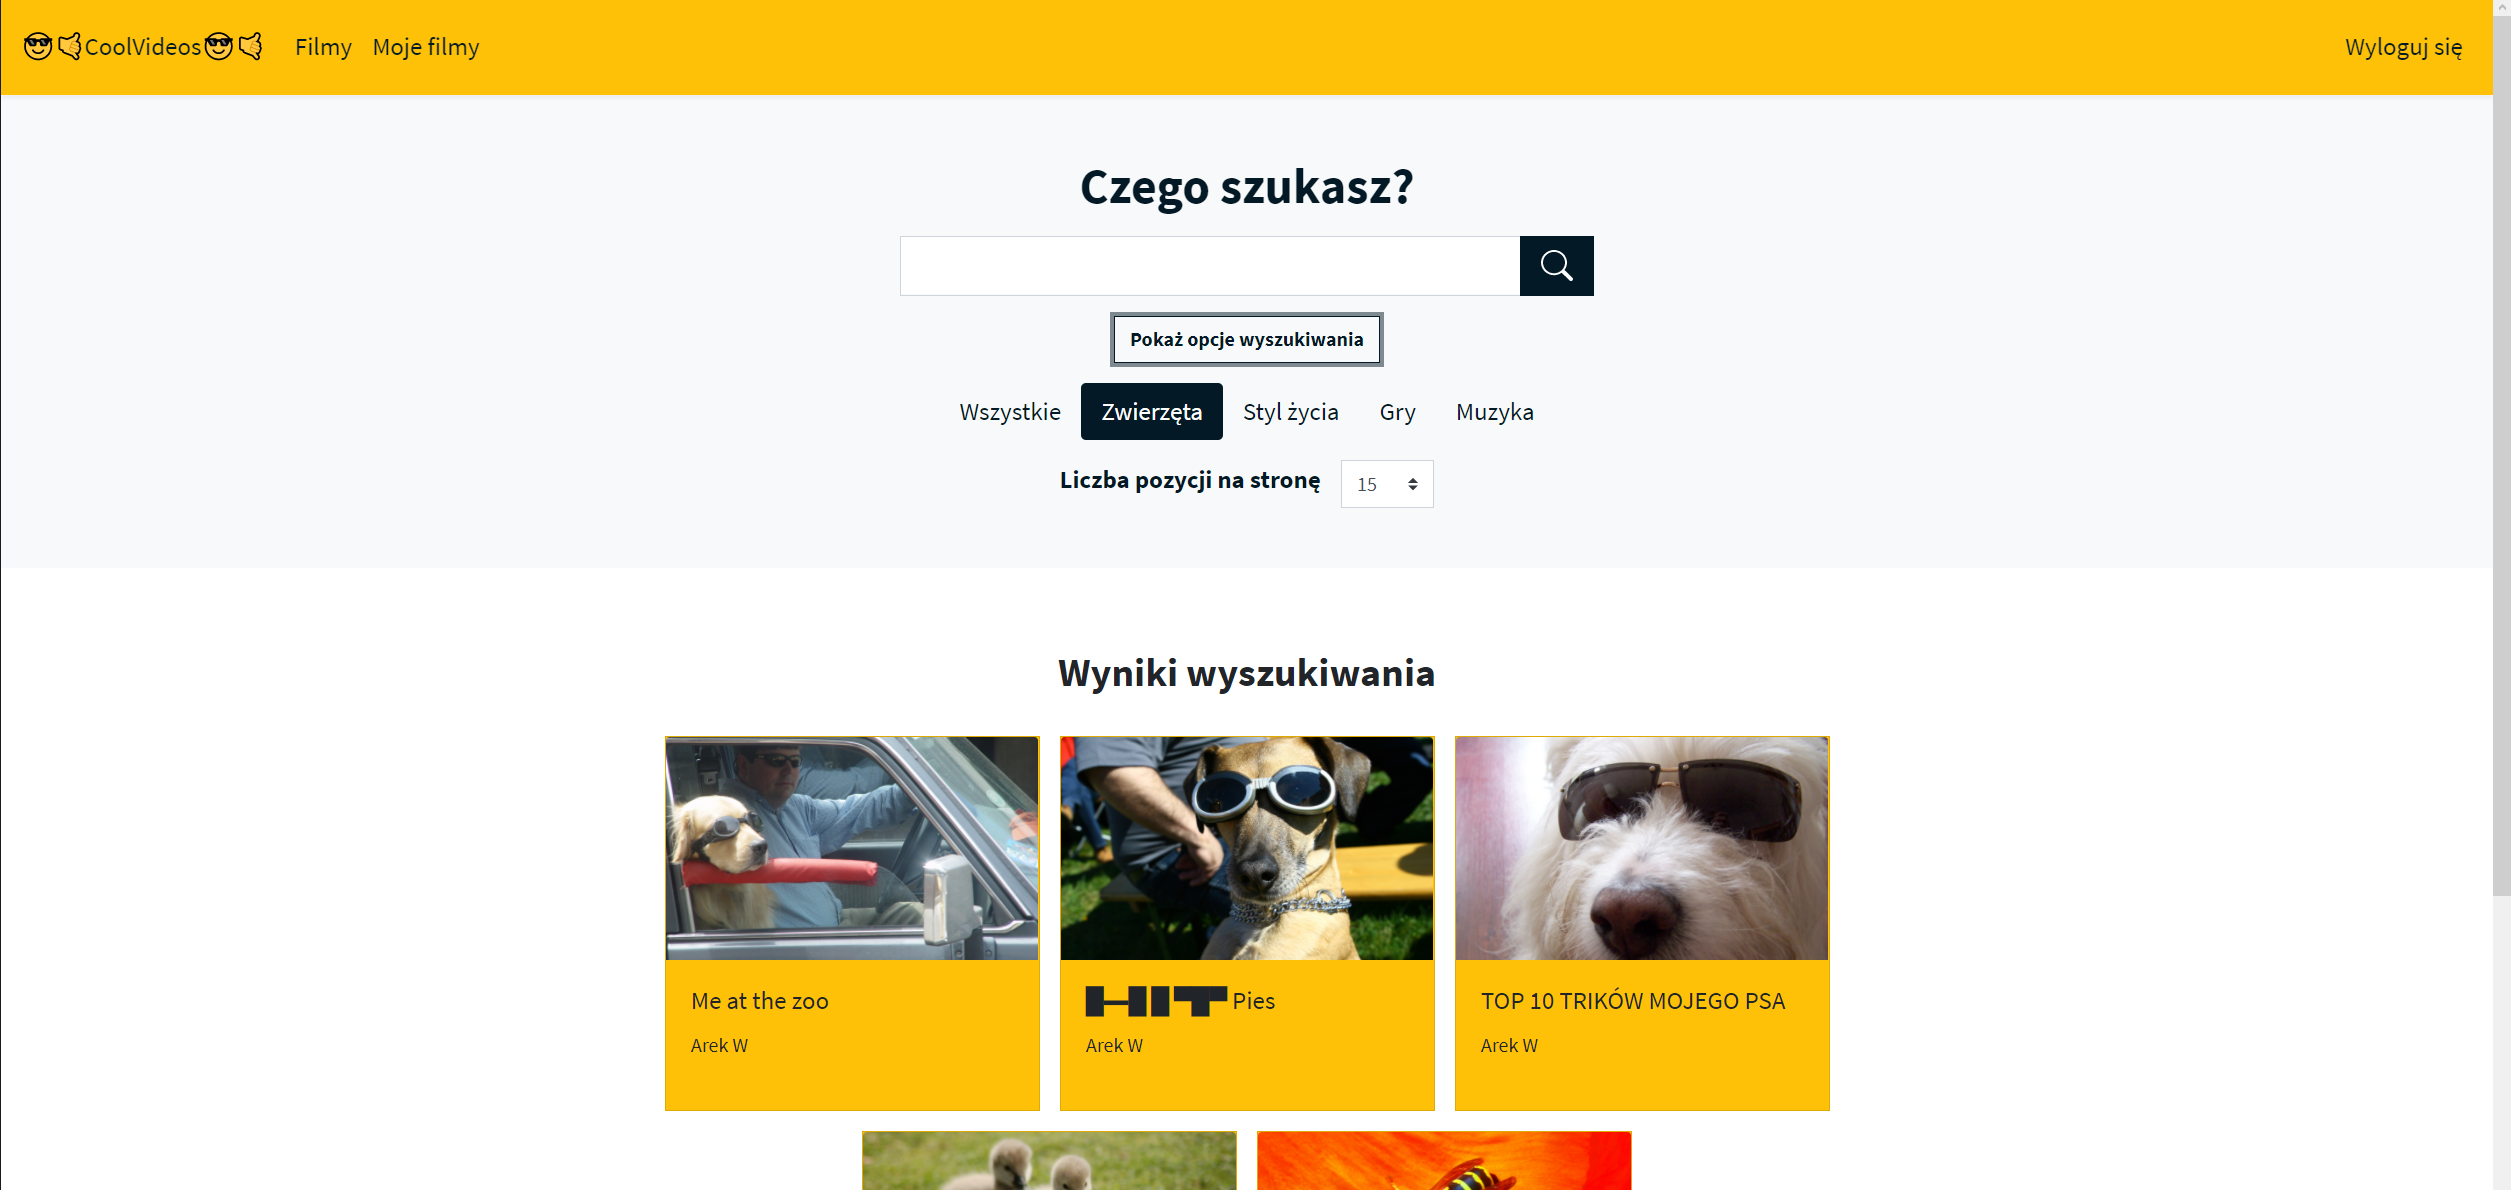 😎🤙CoolVideos😎🤙 Filmy Moje filmy Wyloguj się
Czego szukasz?
Pokaż opcje wyszukiwania
Wszystkie Zwierzęta Styl życia Gry Muzyka
Liczba pozycji na stronę 15
Wyniki wyszukiwania
Me at the zoo
Arek W
█▬█ █ ▀█▀ Pies
Arek W
TOP 10 TRIKÓW MOJEGO PSA
Arek W